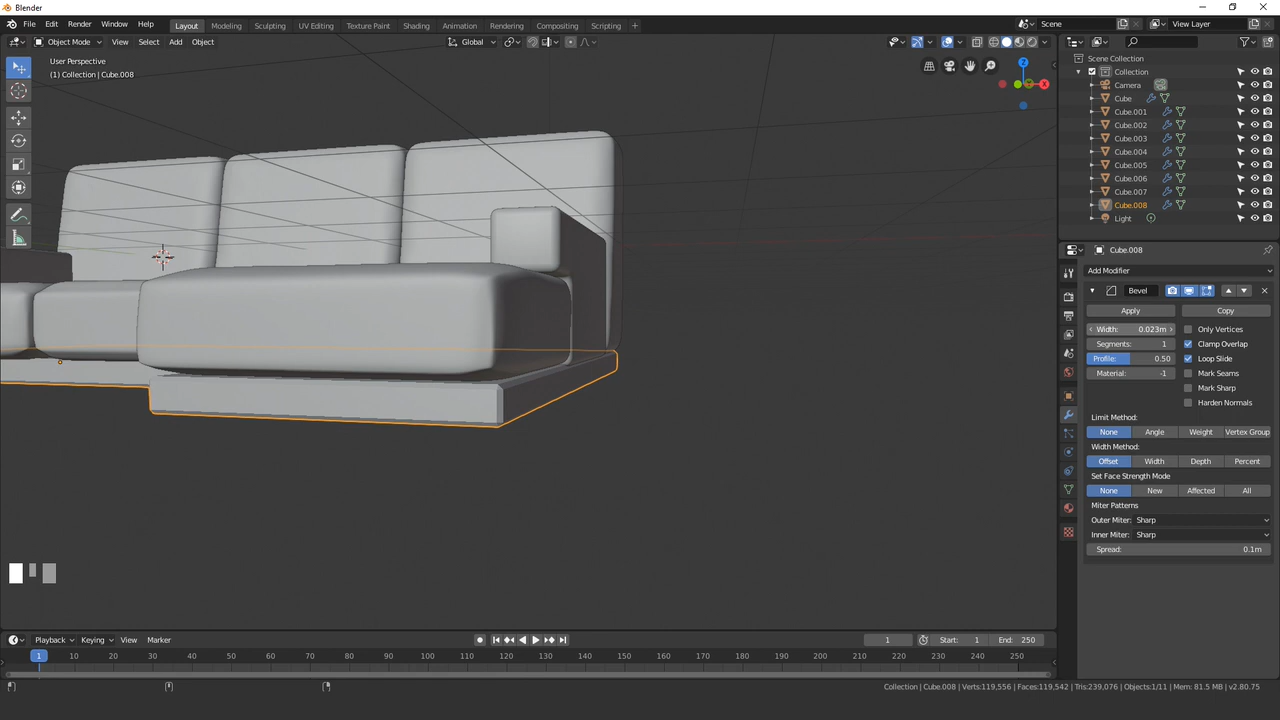 Blender
File Edit Render Window Help Layout Modeling Sculpting UV Editing Texture Paint Shading Animation Rendering Compositing Scripting + Scene View Layer
Object Mode View Select Add Object Global
User Perspective
(1) Collection | Cube.008
Z
X
Scene Collection
Collection
Camera
Cube
Cube.001
Cube.002
Cube.003
Cube.004
Cube.005
Cube.006
Cube.007
Cube.008
Light
Cube.008
Add Modifier
Bevel
Apply Copy
Width: 0.023m Only Vertices
Segments: 1 Clamp Overlap
Profile: 0.50 Loop Slide
Material: -1 Mark Seams
Mark Sharp
Harden Normals
Limit Method:
None Angle Weight Vertex Group
Width Method:
Offset Width Depth Percent
Set Face Strength Mode
None New Affected All
Miter Patterns
Outer Miter: Sharp
Inner Miter: Sharp
Spread: 0.1m
Playback Keying View Marker 1 Start: 1 End: 250
1 10 20 30 40 50 60 70 80 90 100 110 120 130 140 150 160 170 180 190 200 210 220 230 240 250
Collection | Cube.008 | Verts:119,556 | Faces:119,542 | Tris:239,076 | Objects:1/11 | Mem: 81.5 MB | v2.80.75